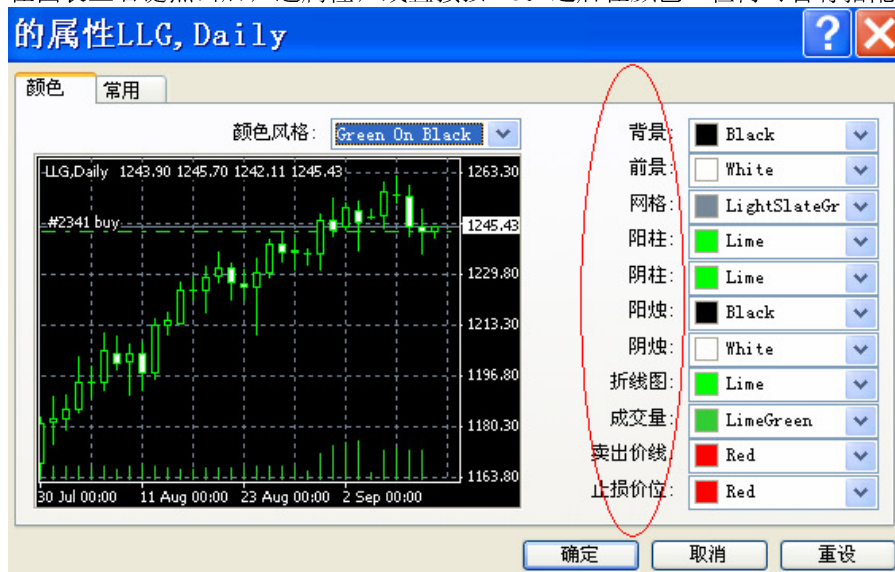 的属性LLG,Daily
颜色 常用
颜色风格: Green On Black
LLG,Daily 1243.90 1245.70 1242.11 1245.43
#2341 buy
1263.30
1245.43
1229.80
1213.30
1196.80
1180.30
1163.80
30 Jul 00:00 11 Aug 00:00 23 Aug 00:00 2 Sep 00:00
背景: Black
前景: White
网格: LightSlateGr
阳柱: Lime
阴柱: Lime
阳烛: Black
阴烛: White
折线图: Lime
成交量: LimeGreen
卖出价线: Red
止损价位: Red
确定 取消 重设